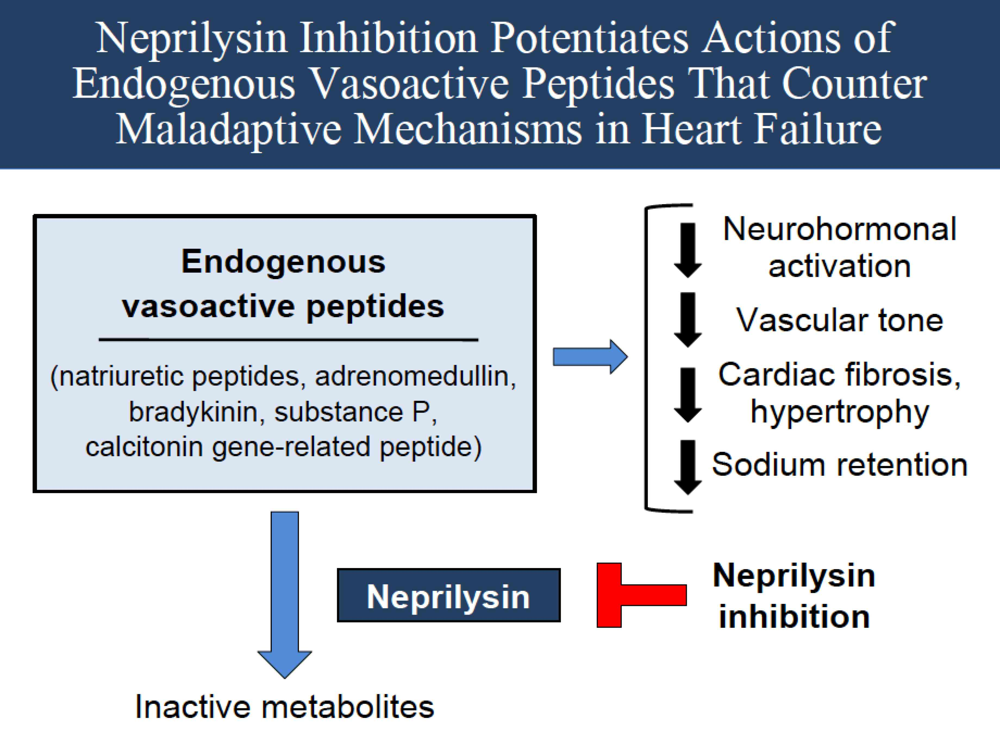 Neprilysin Inhibition Potentiates Actions of
Endogenous Vasoactive Peptides That Counter
Maladaptive Mechanisms in Heart Failure
Endogenous
vasoactive peptides
(natriuretic peptides, adrenomedullin,
bradykinin, substance P,
calcitonin gene-related peptide)
Neurohormonal
activation
Vascular tone
Cardiac fibrosis,
hypertrophy
Sodium retention
Neprilysin
Neprilysin
inhibition
Inactive metabolites